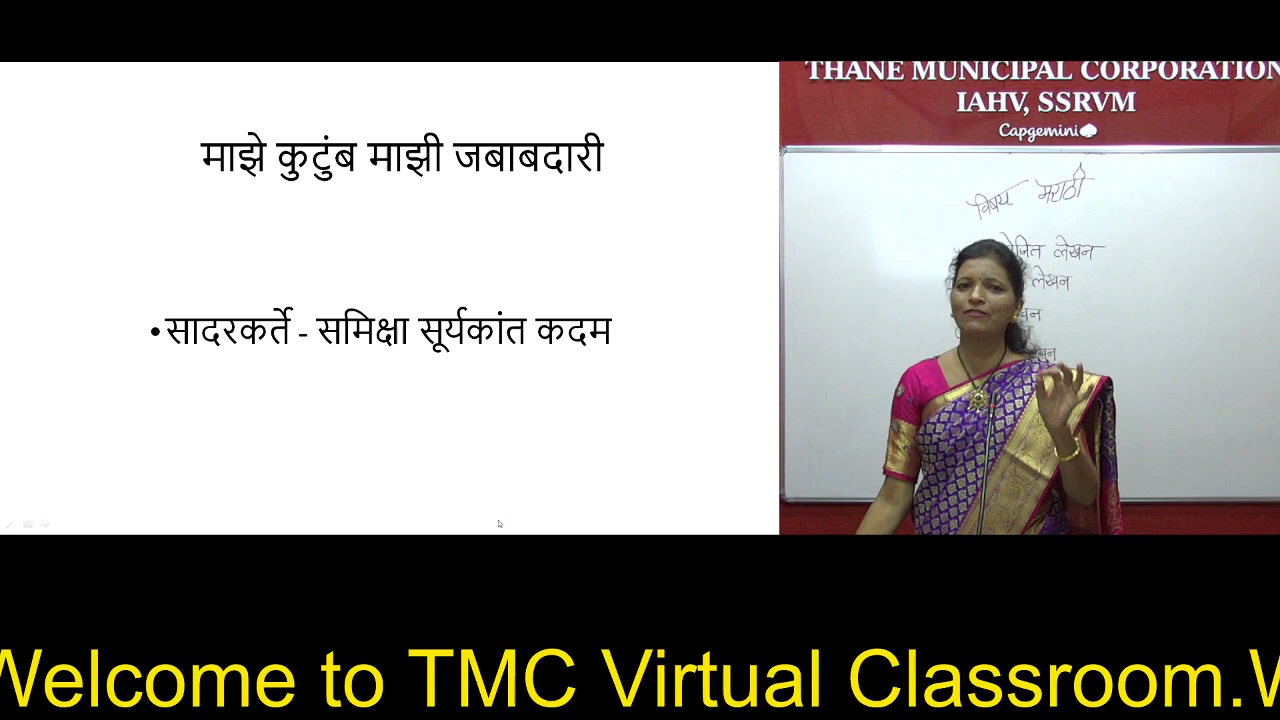 माझे कुटुंब माझी जबाबदारी
•सादरकर्ते - समिक्षा सूर्यकांत कदम
THANE MUNICIPAL CORPORATION
IAHV, SSRVM
Capgemini
विषय मराठी
लेखन
लेखन
Welcome to TMC Virtual Classroom.W